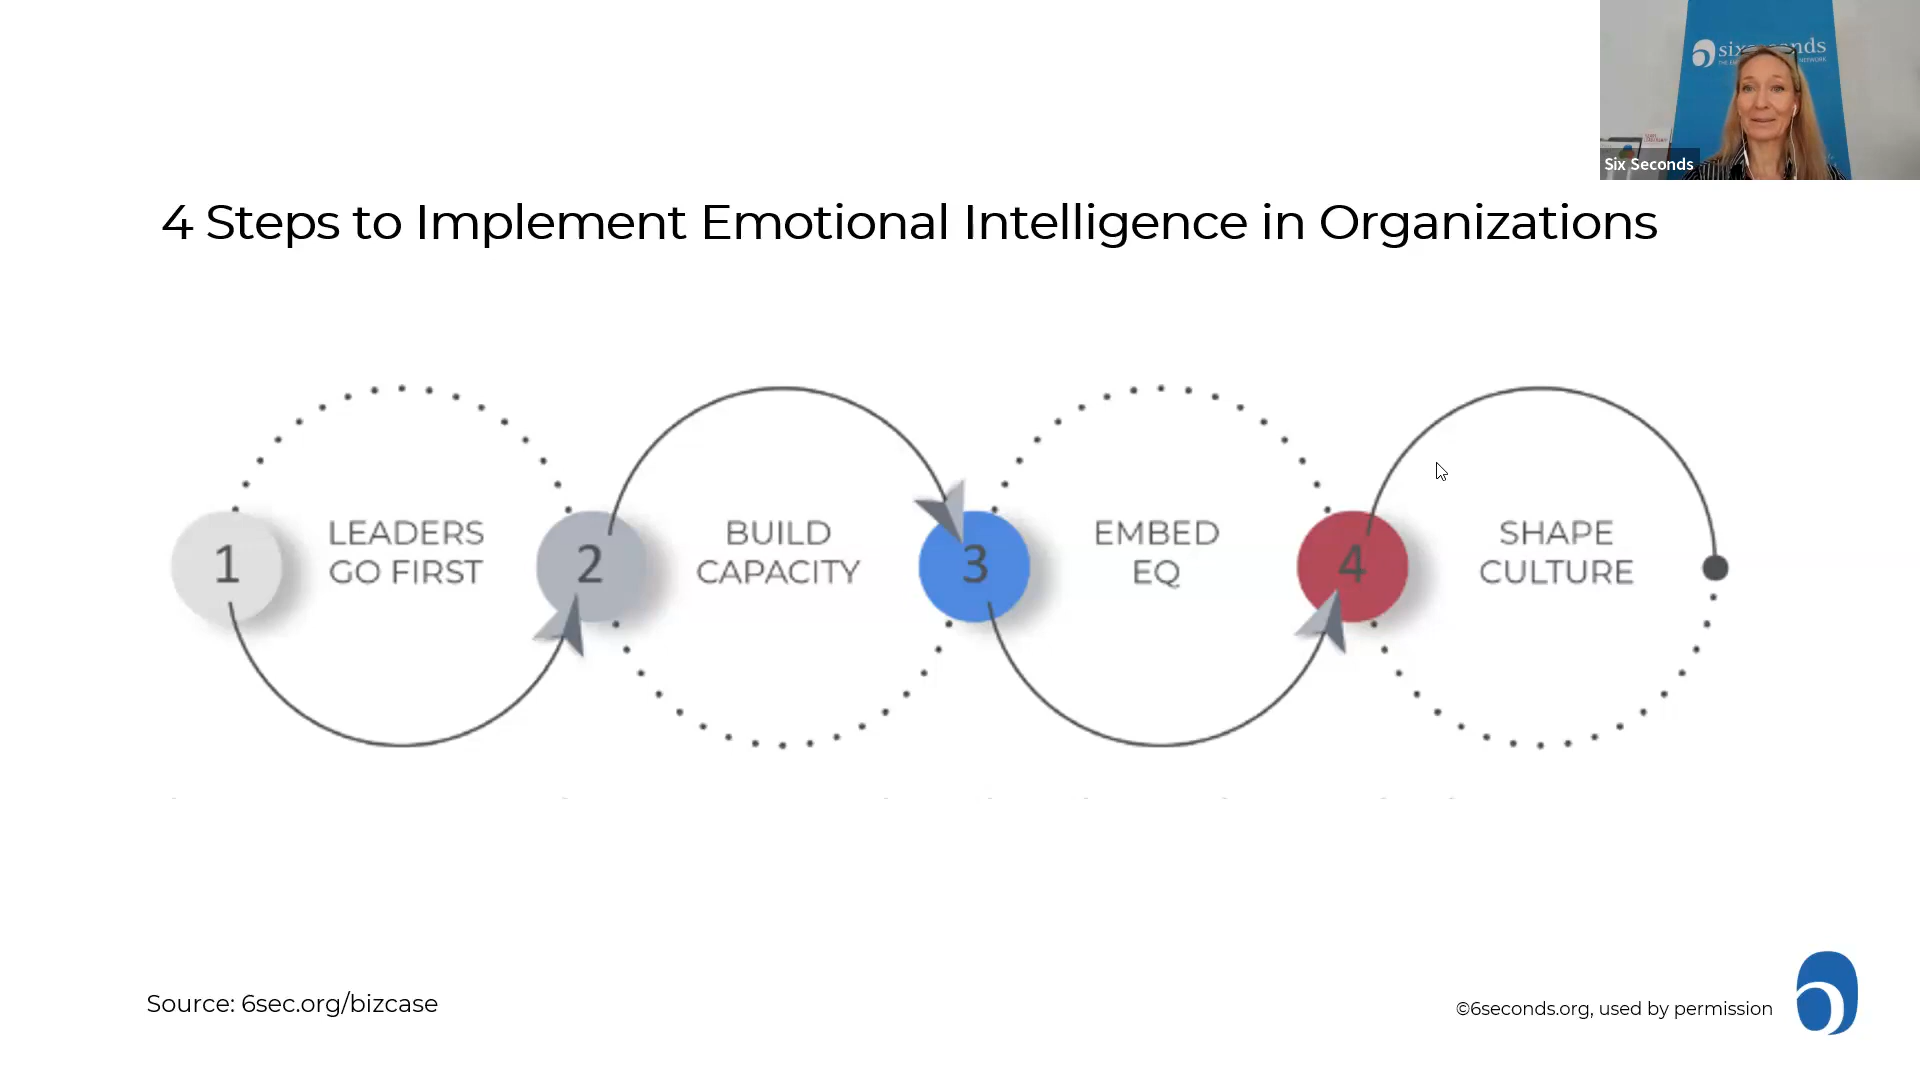 sixseconds
Six Seconds
4 Steps to Implement Emotional Intelligence in Organizations
1
LEADERS
GO FIRST
2
BUILD
CAPACITY
3
EMBED
EQ
4
SHAPE
CULTURE
Source: 6sec.org/bizcase
©6seconds.org, used by permission